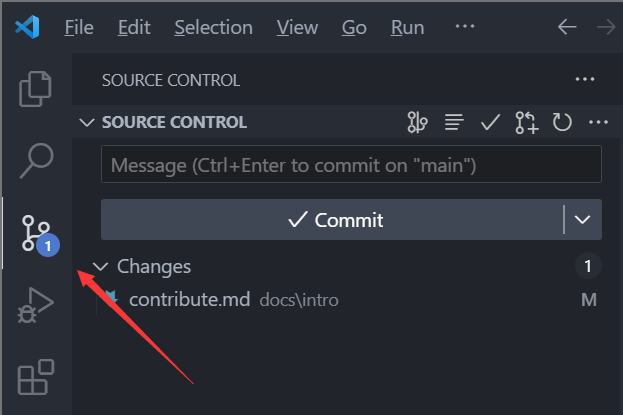 File Edit Selection View Go Run ···
SOURCE CONTROL ···
SOURCE CONTROL ···
Message (Ctrl+Enter to commit on "main")
1
Commit
Changes 1
contribute.md docs\intro M